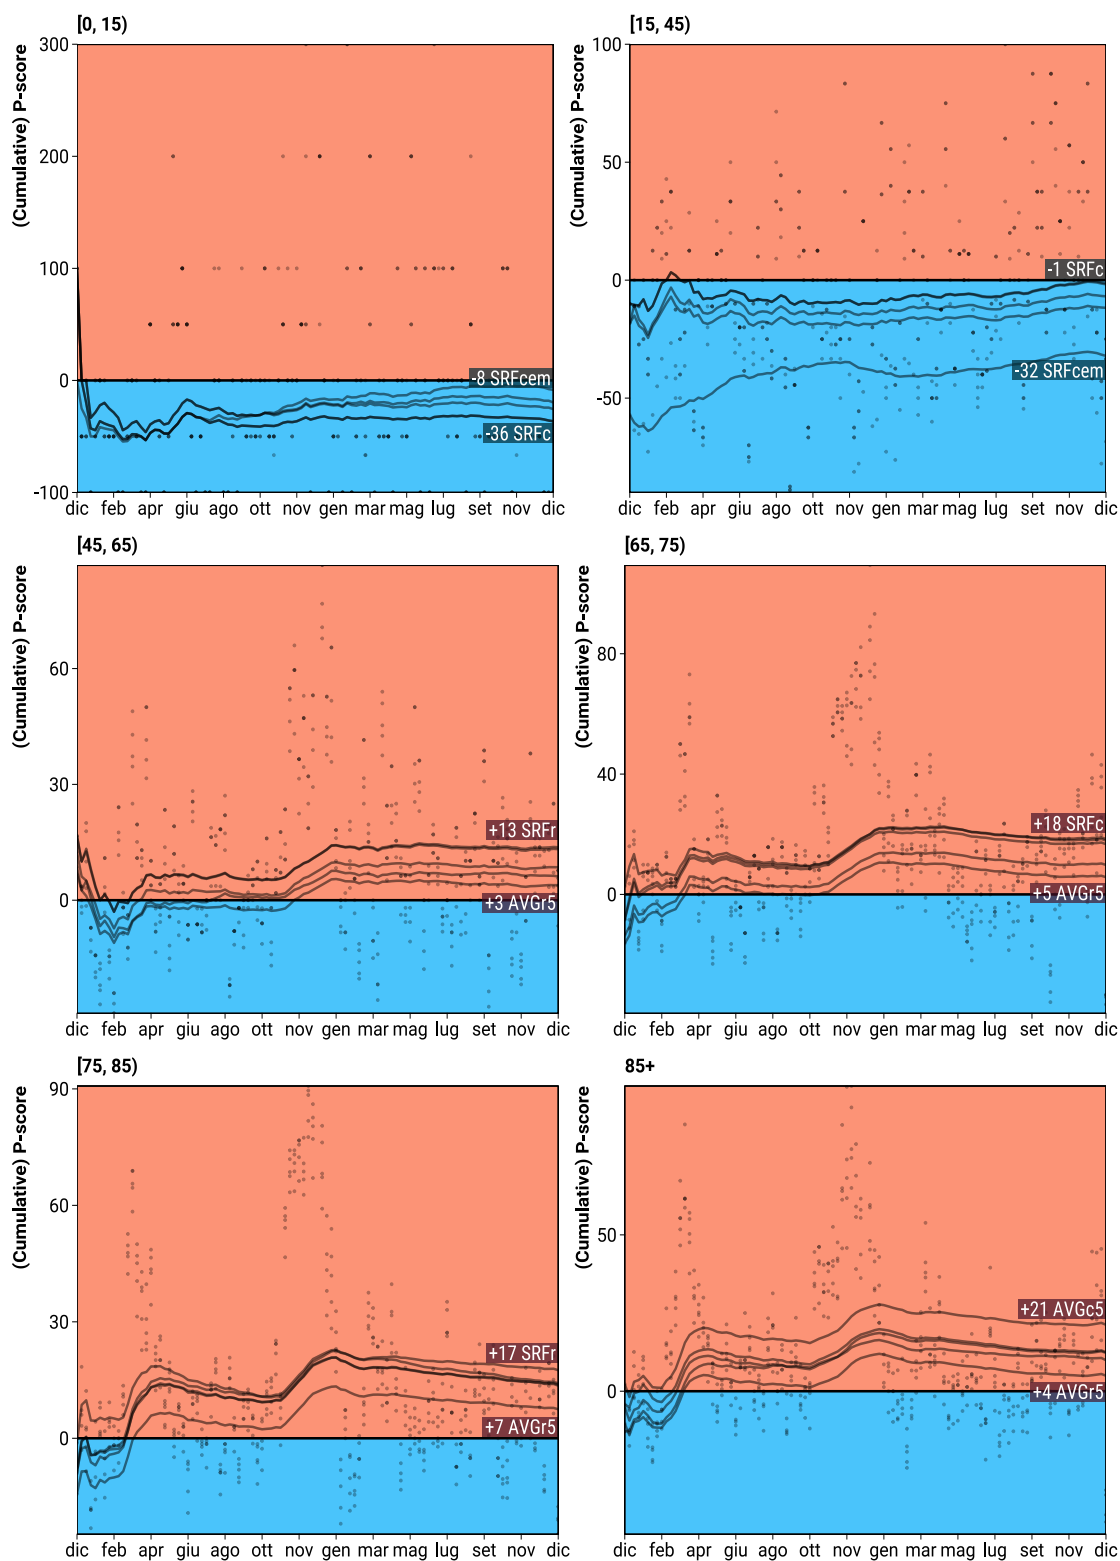 [0, 15)
(Cumulative) P-score
300
200
100
0
-100
-8 SRFcem
-36 SRFc
dic feb apr giu ago ott nov gen mar mag lug set nov dic
[15, 45)
(Cumulative) P-score
100
50
0
-50
-1 SRFc
-32 SRFcem
dic feb apr giu ago ott nov gen mar mag lug set nov dic
[45, 65)
(Cumulative) P-score
60
30
0
+13 SRFr
+3 AVGr5
dic feb apr giu ago ott nov gen mar mag lug set nov dic
[65, 75)
(Cumulative) P-score
80
40
0
+18 SRFc
+5 AVGr5
dic feb apr giu ago ott nov gen mar mag lug set nov dic
[75, 85)
(Cumulative) P-score
90
60
30
0
+17 SRFr
+7 AVGr5
dic feb apr giu ago ott nov gen mar mag lug set nov dic
85+
(Cumulative) P-score
50
0
+21 AVGc5
+4 AVGr5
dic feb apr giu ago ott nov gen mar mag lug set nov dic